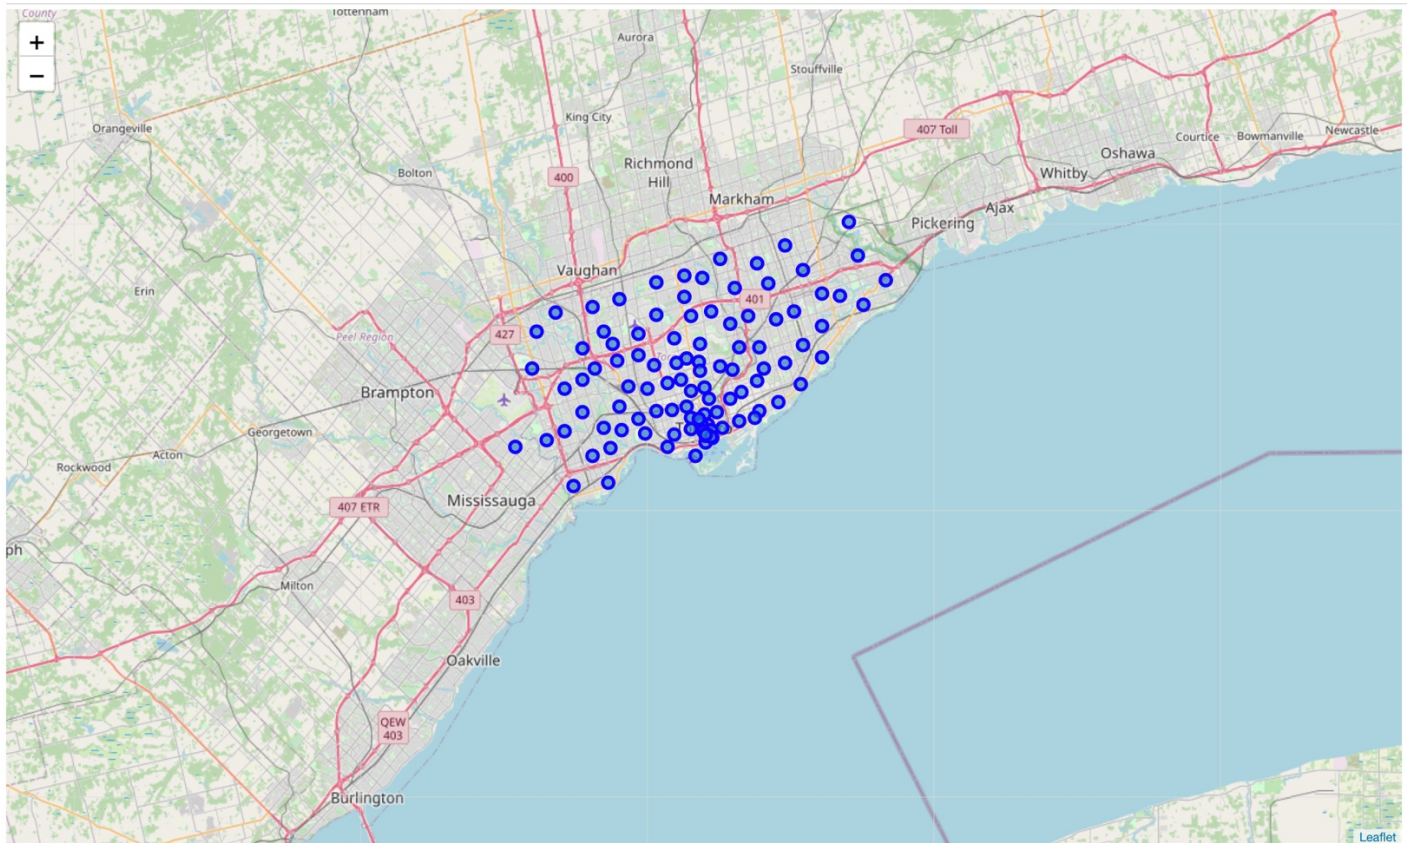 County
Tottenham
+
−
Aurora
Stouffville
King City
Orangeville
407 Toll
Courtice
Bowmanville
Newcastle
Oshawa
Richmond
Hill
Whitby
Bolton
400
Markham
Ajax
Pickering
Vaughan
Erin
401
427
Peel Region
Brampton
Georgetown
Acton
Rockwood
Mississauga
407 ETR
ph
Milton
403
Oakville
QEW
403
Burlington
Leaflet